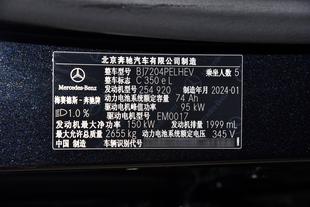 北京奔驰汽车有限公司制造
整车型号 BJ7204PELHEV 乘坐人数 5
整车型号 C 350 e L
发动机型号 254 920 制造年月 2024-01
Mercedes-Benz
梅赛德斯-奔驰牌
动力电池系统额定容量 74 Ah
驱动电机峰值功率 95 kW
1.0 %
驱动电机型号 EM0017
发动机最大净功率 150 kW 发动机排量 1999 mL
最大允许总质量 2655 kg 动力电池系统额定电压 345 V
中国制造 车辆识别代号